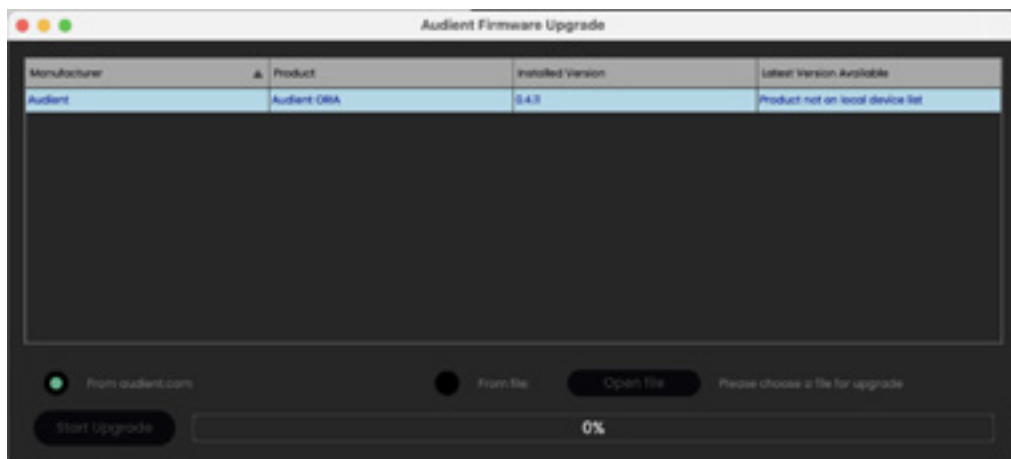 Audient Firmware Upgrade
Manufacturer Product Installed Version Latest Version Available
Audient Audient ORIA 0.4.11 Product not on local device list
From audient.com From file: Open file Please choose a file for upgrade
Start Upgrade 0%